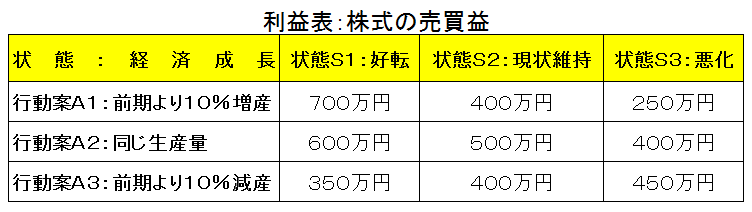 利益表：株式の売買益
状態：経済成長 状態Ｓ１：好転 状態Ｓ２：現状維持 状態Ｓ３：悪化
行動案Ａ１：前期より１０％増産 ７００万円 ４００万円 ２５０万円
行動案Ａ２：同じ生産量 ６００万円 ５００万円 ４００万円
行動案Ａ３：前期より１０％減産 ３５０万円 ４００万円 ４５０万円